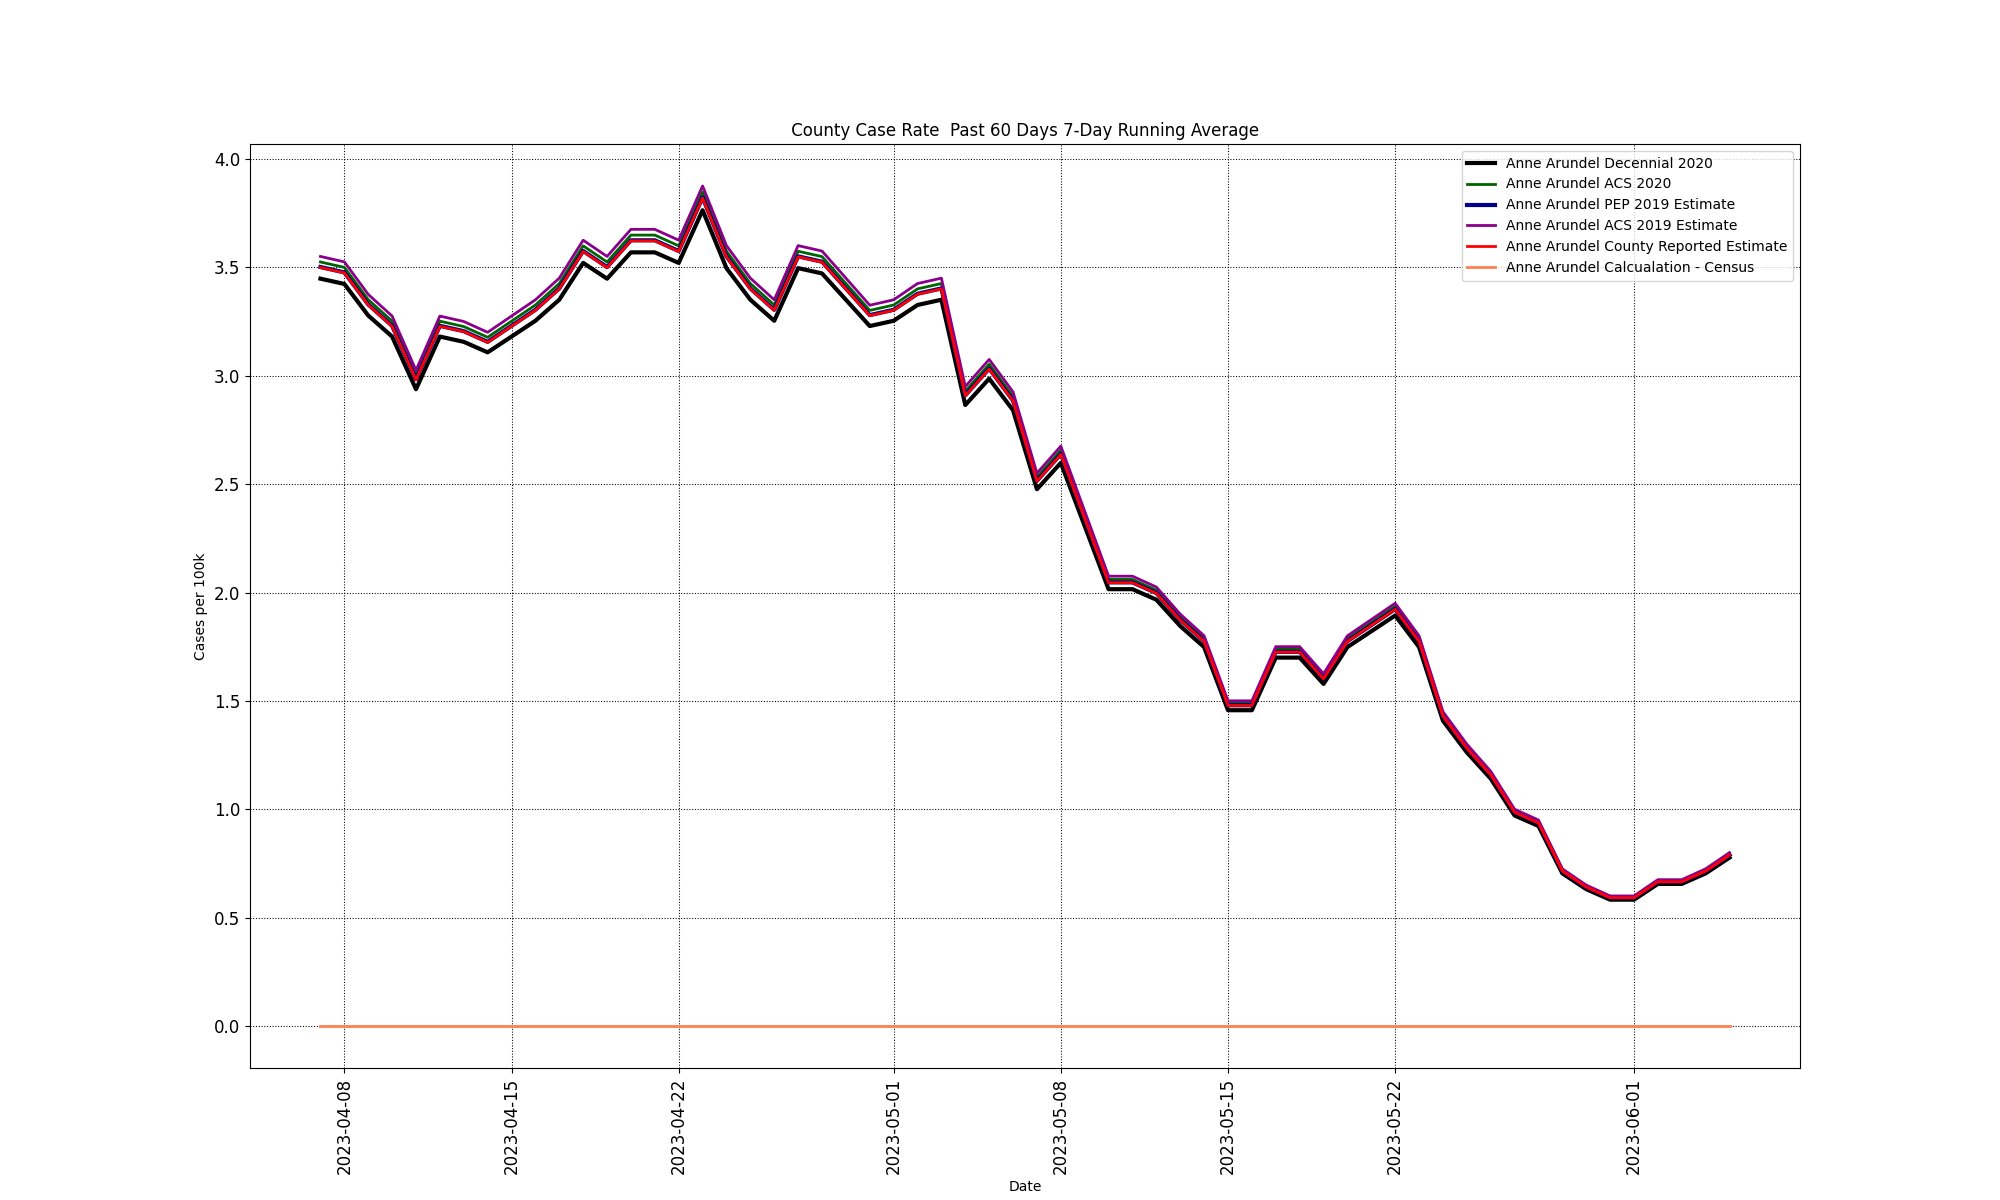 County Case Rate  Past 60 Days 7-Day Running Average
Anne Arundel Decennial 2020
Anne Arundel ACS 2020
Anne Arundel PEP 2019 Estimate
Anne Arundel ACS 2019 Estimate
Anne Arundel County Reported Estimate
Anne Arundel Calcualation - Census
Cases per 100k
4.0
3.5
3.0
2.5
2.0
1.5
1.0
0.5
0.0
2023-04-08
2023-04-15
2023-04-22
2023-05-01
2023-05-08
2023-05-15
2023-05-22
2023-06-01
Date